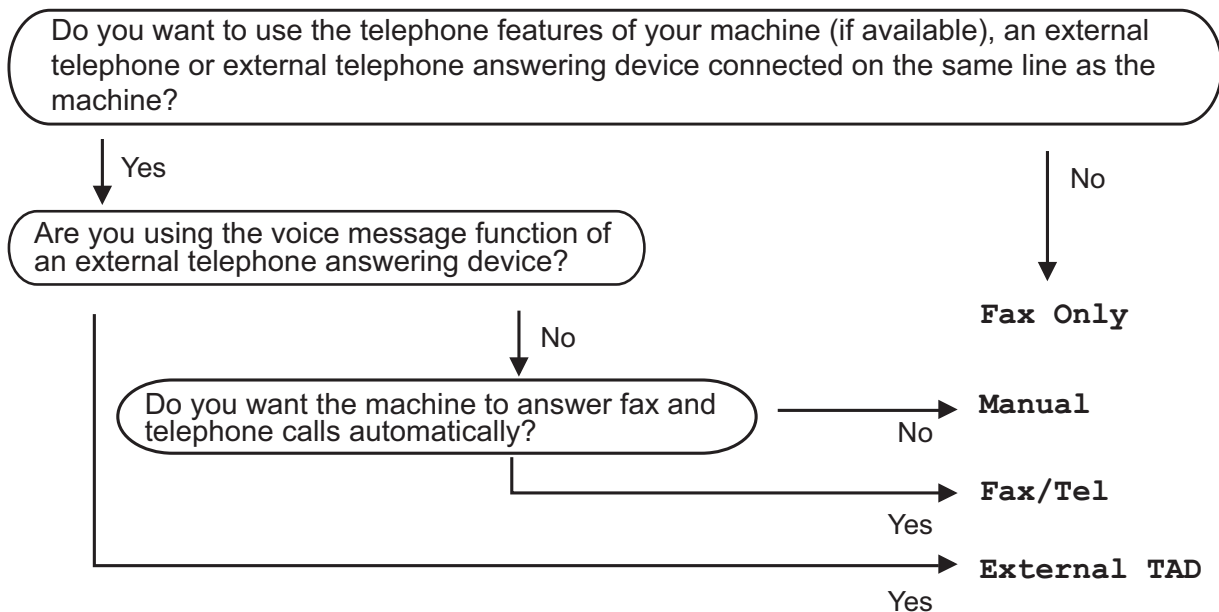 Do you want to use the telephone features of your machine (if available), an external
telephone or external telephone answering device connected on the same line as the
machine?
Yes
No
Are you using the voice message function of
an external telephone answering device?
Fax Only
No
Do you want the machine to answer fax and
telephone calls automatically?
Manual
No
Fax/Tel
Yes
External TAD
Yes